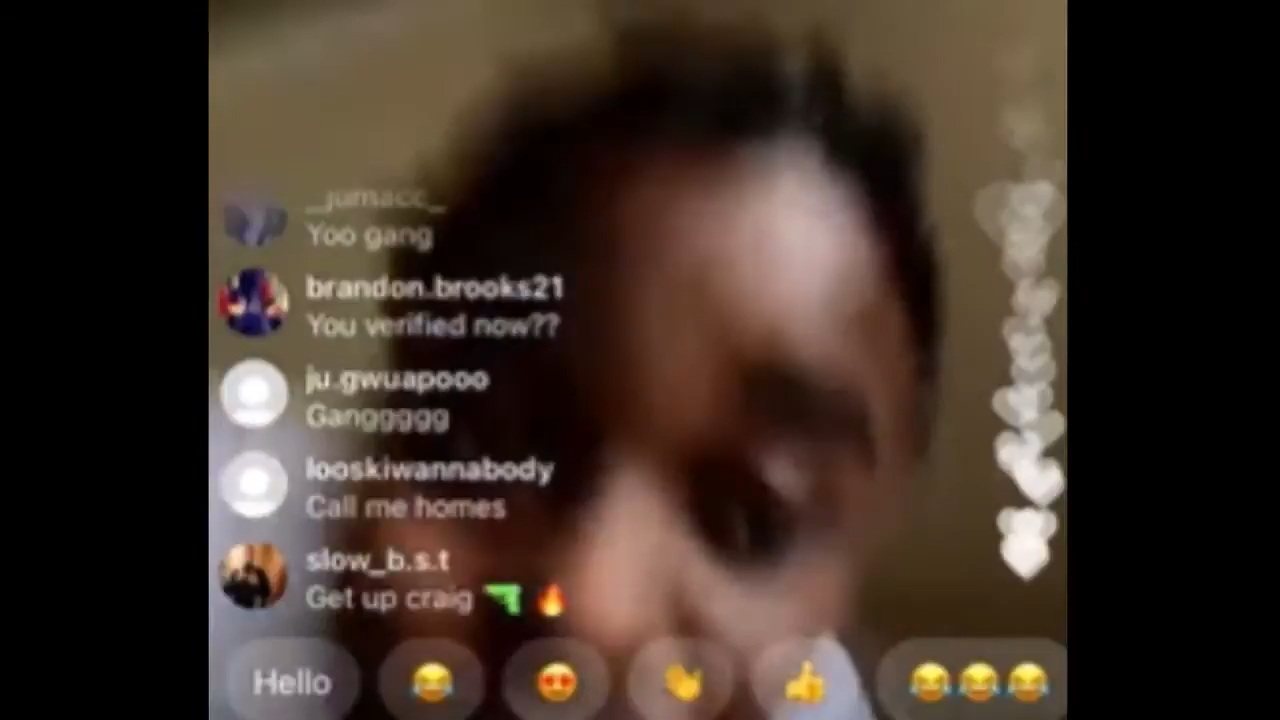 _jumacc_
Yoo gang
brandon.brooks21
You verified now??
ju.gwuapooo
Ganggggg
looskiwannabody
Call me homes
slow_b.s.t
Get up craig 🔫 🔥
Hello 😂 😍 👏 👍 😂😂😂